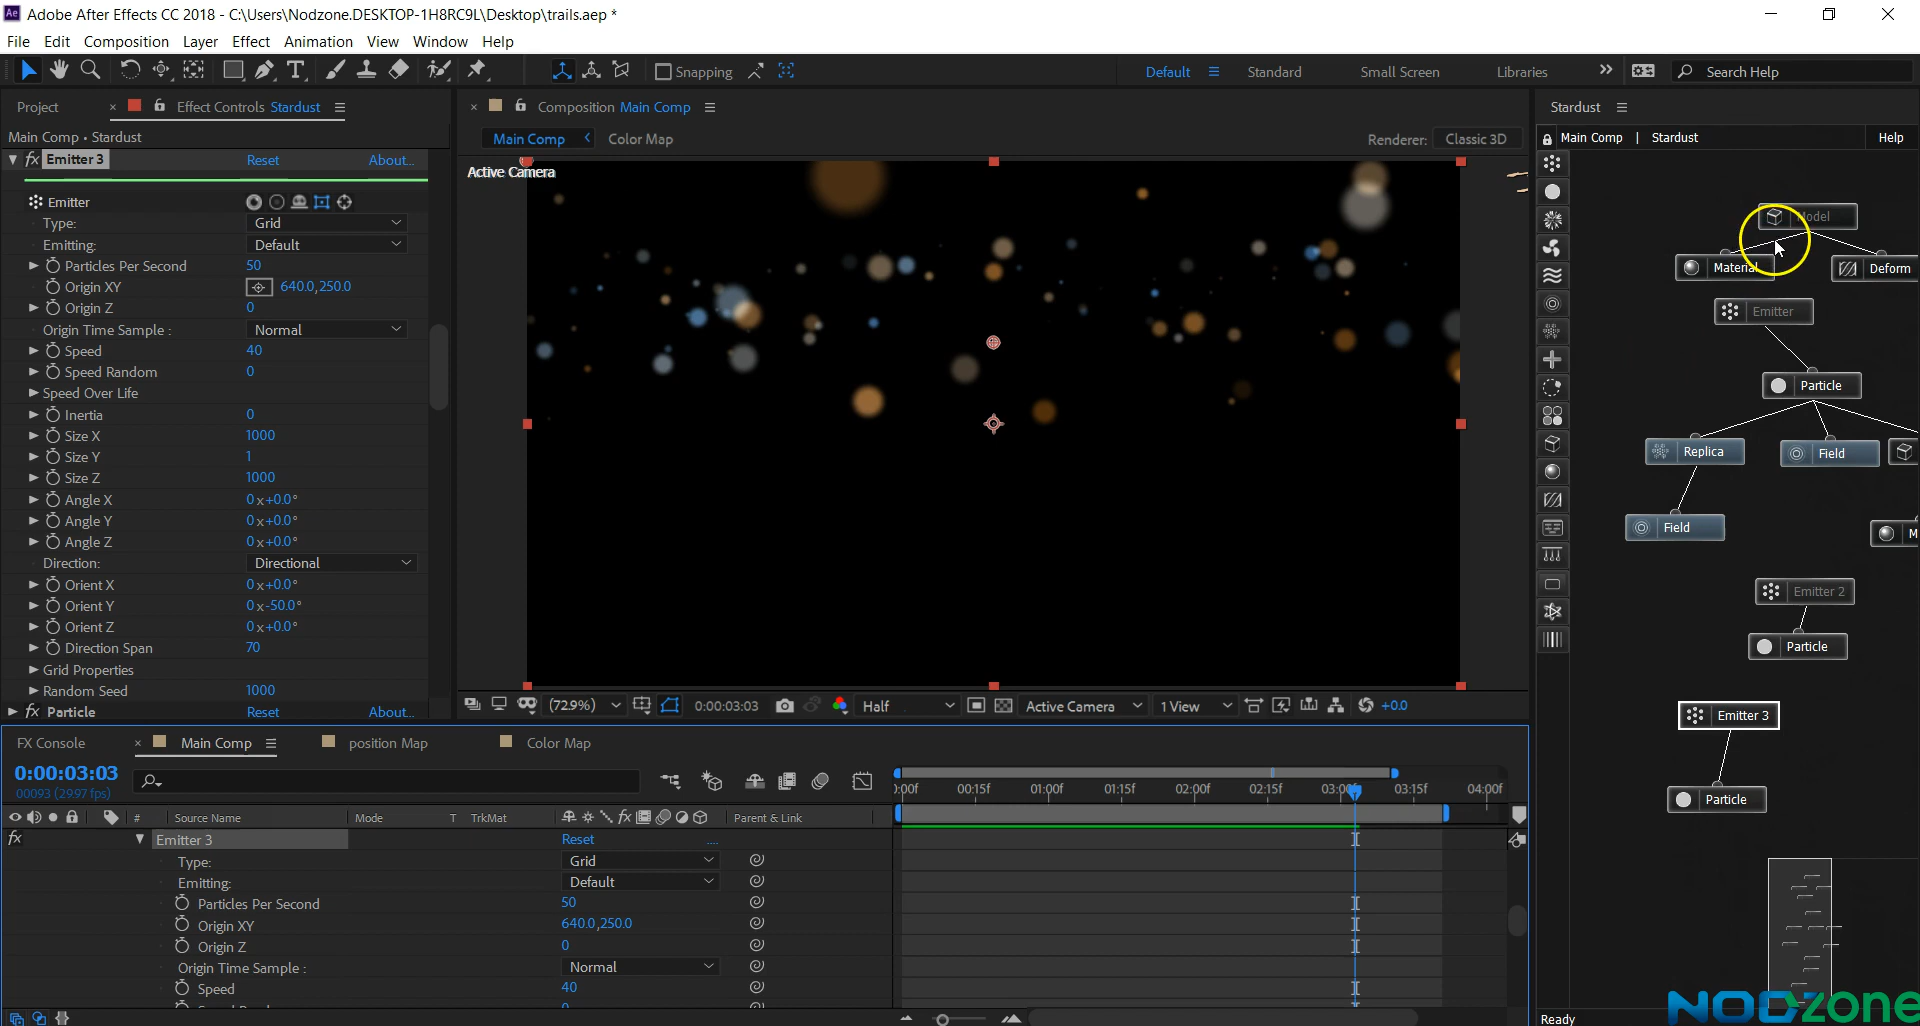 Adobe After Effects CC 2018 - C:\Users\Nodzone.DESKTOP-1H8RC9L\Desktop\trails.aep *
File Edit Composition Layer Effect Animation View Window Help
Snapping
Default Standard Small Screen Libraries Search Help
Project Effect Controls Stardust
Main Comp • Stardust
fx Emitter 3 Reset About...
Emitter
Type: Grid
Emitting: Default
Particles Per Second 50
Origin XY 640.0,250.0
Origin Z 0
Origin Time Sample : Normal
Speed 40
Speed Random 0
Speed Over Life
Inertia 0
Size X 1000
Size Y 1
Size Z 1000
Angle X 0x+0.0°
Angle Y 0x+0.0°
Angle Z 0x+0.0°
Direction: Directional
Orient X 0x+0.0°
Orient Y 0x-50.0°
Orient Z 0x+0.0°
Direction Span 70
Grid Properties
Random Seed 1000
fx Particle Reset About...
Composition Main Comp
Main Comp Color Map
Renderer: Classic 3D
Active Camera
(72.9%) 0:00:03:03 Half Active Camera 1 View +0.0
Stardust
Main Comp | Stardust Help
Model
Material Deform
Emitter
Particle
Replica Field
Field
M
Emitter 2
Particle
Emitter 3
Particle
Ready
NODZone
FX Console Main Comp position Map Color Map
0:00:03:03
00093 (29.97 fps)
:00f 00:15f 01:00f 01:15f 02:00f 02:15f 03:00f 03:15f 04:00f
# Source Name Mode T TrkMat Parent & Link
fx Emitter 3 Reset ....
Type: Grid
Emitting: Default
Particles Per Second 50
Origin XY 640.0,250.0
Origin Z 0
Origin Time Sample : Normal
Speed 40